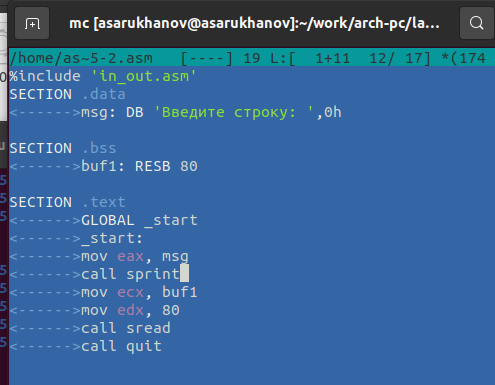 mc [asarukhanov@asarukhanov]:~/work/arch-pc/la...
/home/as~5-2.asm   [----] 19 L:[  1+11  12/ 17] *(174
%include 'in_out.asm'
SECTION .data
<------>msg: DB 'Введите строку: ',0h

SECTION .bss
<------>buf1: RESB 80

SECTION .text
<------>GLOBAL _start
<------>_start:
<------>mov eax, msg
<------>call sprint
<------>mov ecx, buf1
<------>mov edx, 80
<------>call sread
<------>call quit